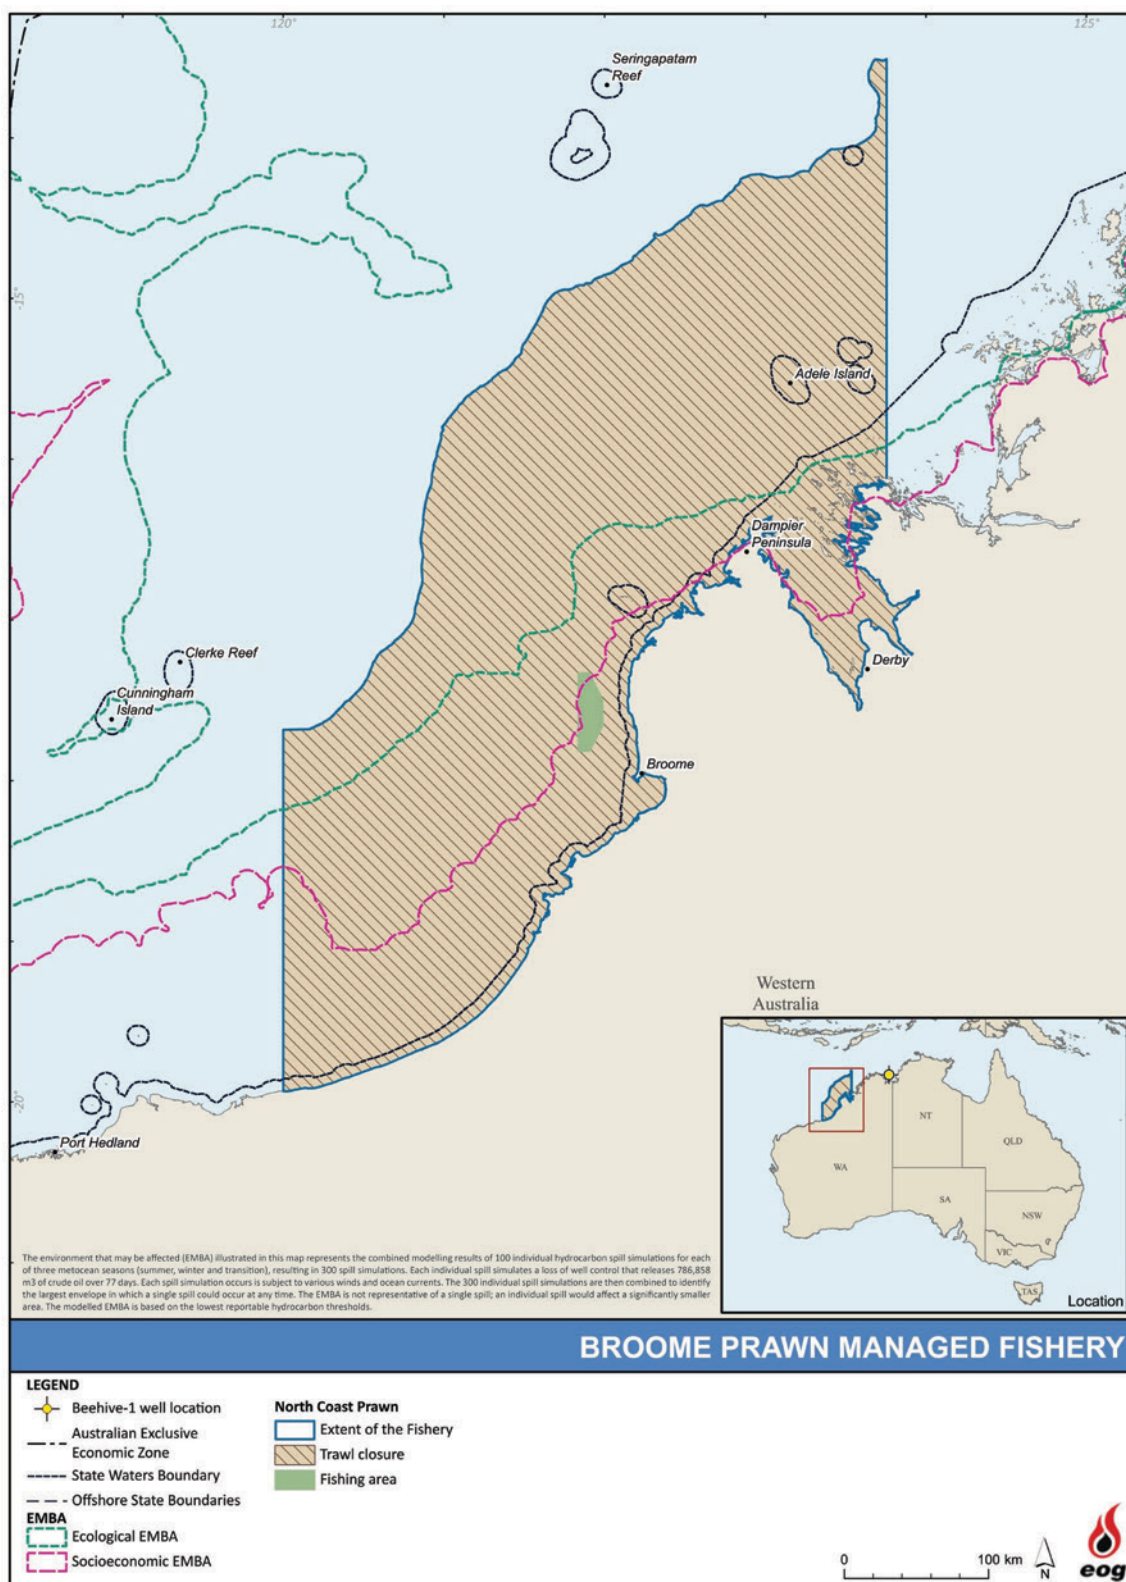 120°
125°
Seringapatam
Reef
-15°
Adele Island
Dampier
Peninsula
Clerke Reef
Cunningham
Island
Derby
Broome
Western
Australia
-20°
Port Hedland
NT
QLD
WA
SA
NSW
VIC
TAS
Location
The environment that may be affected (EMBA) illustrated in this map represents the combined modelling results of 100 individual hydrocarbon spill simulations for each
of three metocean seasons (summer, winter and transition), resulting in 300 spill simulations. Each individual spill simulates a loss of well control that releases 786,858
m3 of crude oil over 77 days. Each spill simulation occurs is subject to various winds and ocean currents. The 300 individual spill simulations are then combined to identify
the largest envelope in which a single spill could occur at any time. The EMBA is not representative of a single spill; an individual spill would affect a significantly smaller
area. The modelled EMBA is based on the lowest reportable hydrocarbon thresholds.
BROOME PRAWN MANAGED FISHERY
LEGEND
Beehive-1 well location
Australian Exclusive
Economic Zone
State Waters Boundary
Offshore State Boundaries
EMBA
Ecological EMBA
Socioeconomic EMBA
North Coast Prawn
Extent of the Fishery
Trawl closure
Fishing area
0 100 km
N
eog